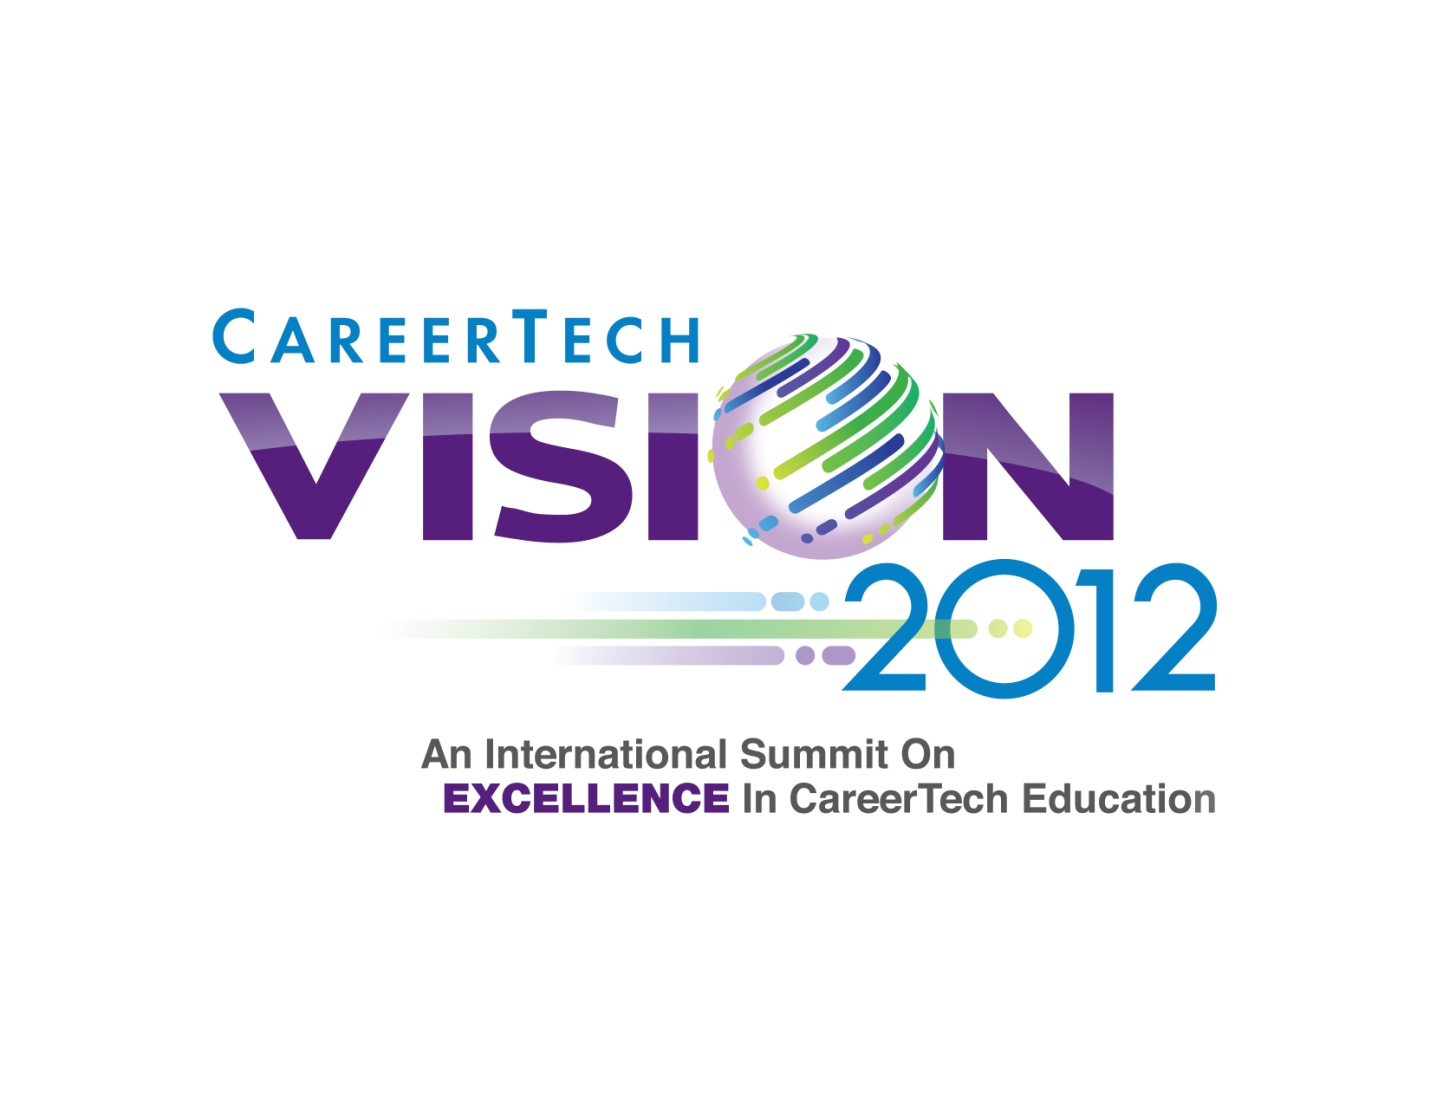 CAREERTECH
VISION
2012
An International Summit On
EXCELLENCE In CareerTech Education